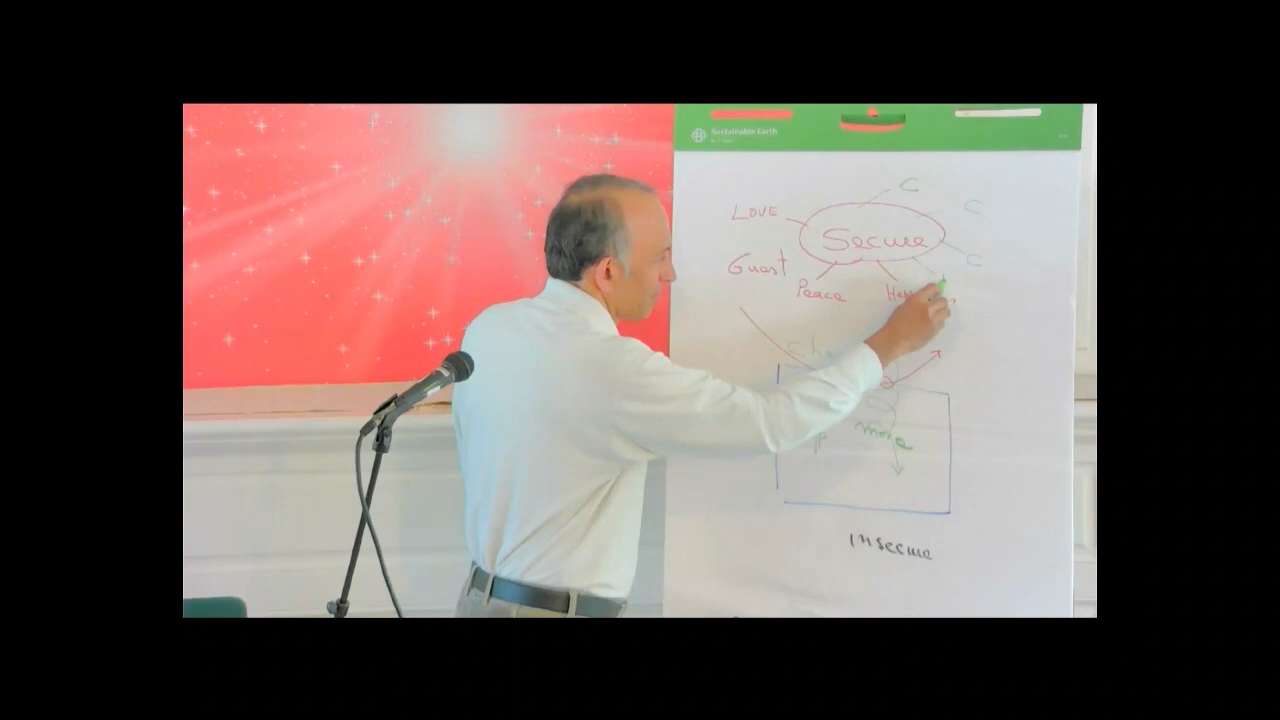 Sustainable Earth
C
LOVE
C
Secure
C
Guest
Peace
more
Insecure